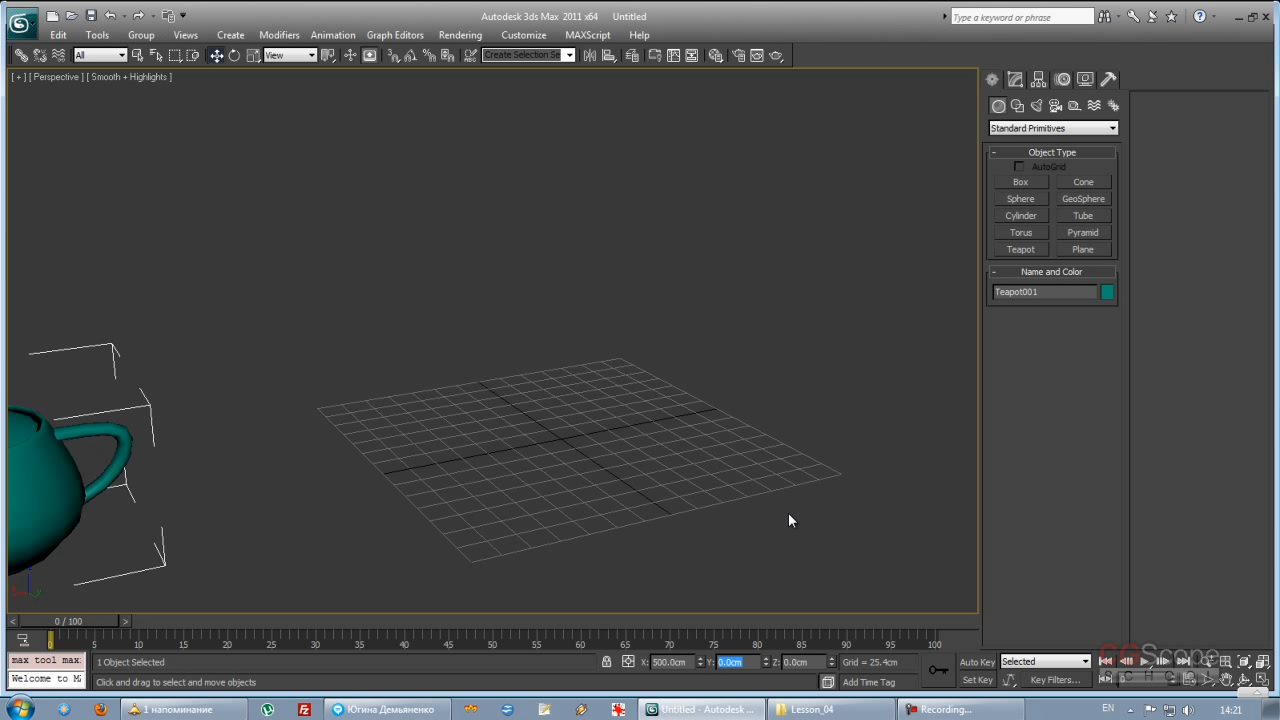 Autodesk 3ds Max 2011 x64 Untitled
Type a keyword or phrase
Edit Tools Group Views Create Modifiers Animation Graph Editors Rendering Customize MAXScript Help
All View Create Selection Se
[ + ] [ Perspective ] [ Smooth + Highlights ]
Standard Primitives
- Object Type
AutoGrid
Box Cone
Sphere GeoSphere
Cylinder Tube
Torus Pyramid
Teapot Plane
- Name and Color
Teapot001
< 0 / 100 >
0 5 10 15 20 25 30 35 40 45 50 55 60 65 70 75 80 85 90 95 100
max tool max: 1 Object Selected X: 500.0cm Y: 0.0cm Z: 0.0cm Grid = 25.4cm Auto Key Selected
Welcome to M Click and drag to select and move objects Add Time Tag Set Key Key Filters...
CGScope
1 напоминание Югина Демьяненко Untitled - Autodesk ... Lesson_04 Recording... EN 14:21